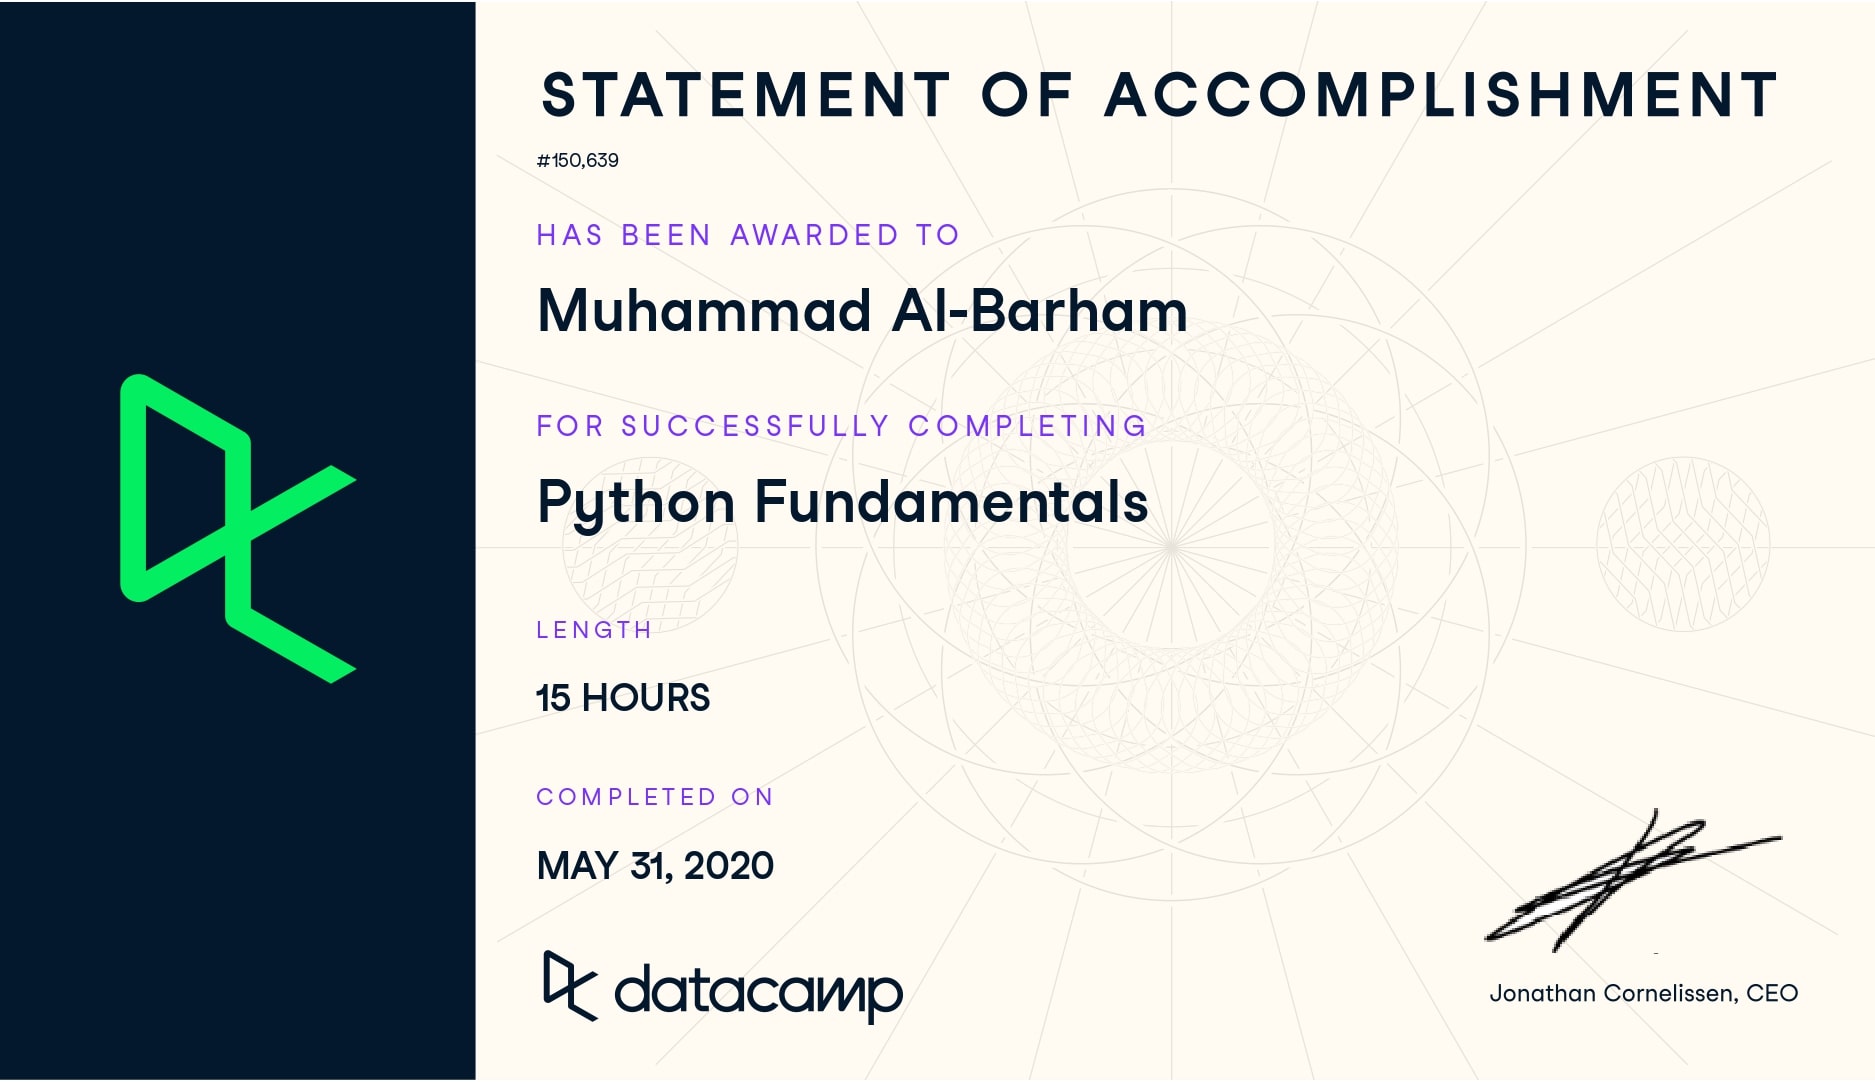 STATEMENT OF ACCOMPLISHMENT
#150,639
HAS BEEN AWARDED TO
Muhammad Al-Barham
FOR SUCCESSFULLY COMPLETING
Python Fundamentals
LENGTH
15 HOURS
COMPLETED ON
MAY 31, 2020
datacamp
Jonathan Cornelissen, CEO